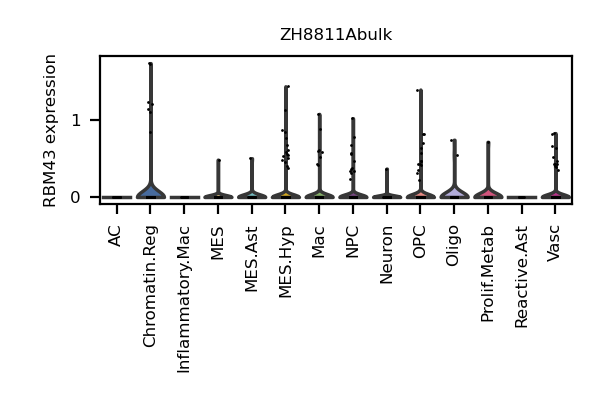 ZH8811Abulk
RBM43 expression
1
0
AC
Chromatin.Reg
Inflammatory.Mac
MES
MES.Ast
MES.Hyp
Mac
NPC
Neuron
OPC
Oligo
Prolif.Metab
Reactive.Ast
Vasc